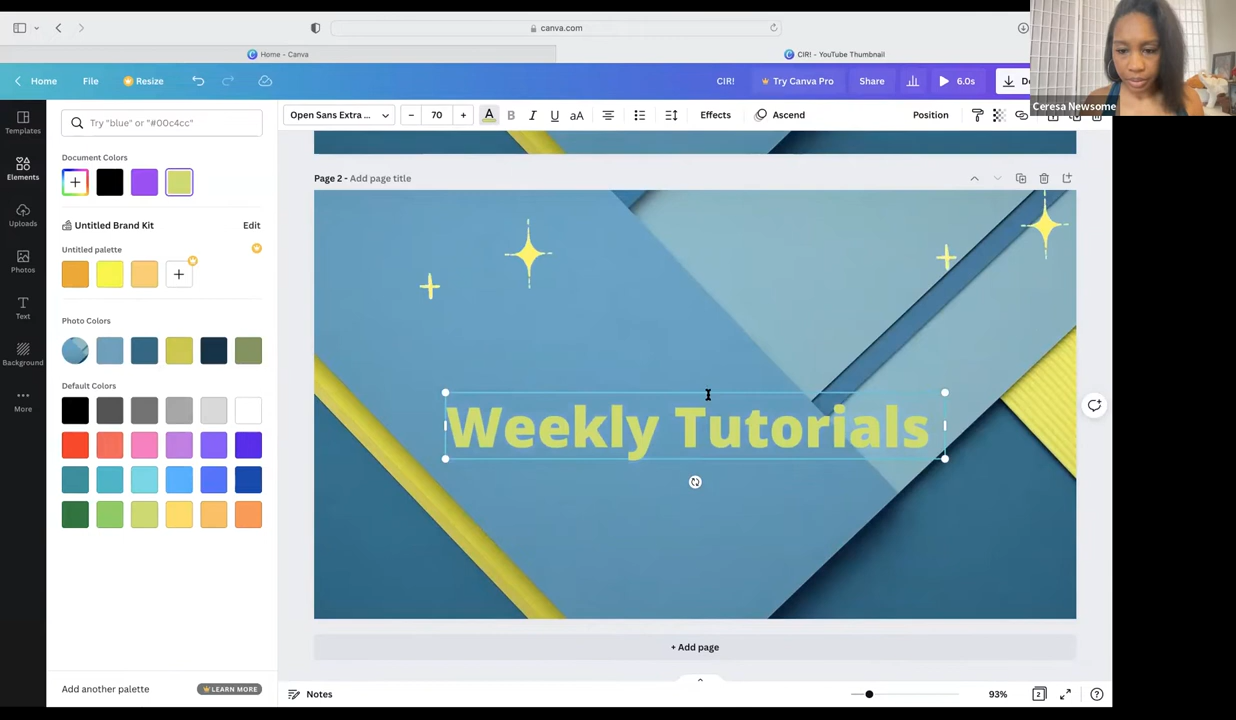 canva.com
Home - Canva
CIR! - YouTube Thumbnail
Home
File
Resize
CIR!
Try Canva Pro
Share
6.0s
Ceresa Newsome
Templates
Elements
Uploads
Photos
Text
Background
More
Try "blue" or "#00c4cc"
Open Sans Extra ...
70
A
B
I
U
aA
Effects
Ascend
Position
Document Colors
Untitled Brand Kit
Edit
Untitled palette
Photo Colors
Default Colors
Add another palette
LEARN MORE
Page 2 - Add page title
Weekly Tutorials
+ Add page
Notes
2
93%
?